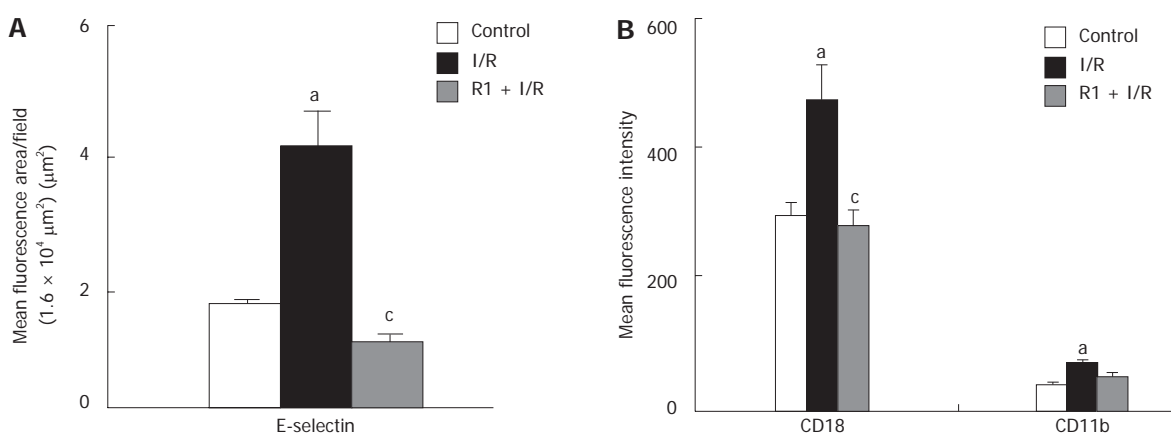 A
6
4
2
0
Mean fluorescence area/field
(1.6 × 10⁴ μm²) (μm²)
Control
I/R
R1 + I/R
a
c
E-selectin
B
600
400
200
0
Mean fluorescence intensity
Control
I/R
R1 + I/R
a
c
a
CD18
CD11b